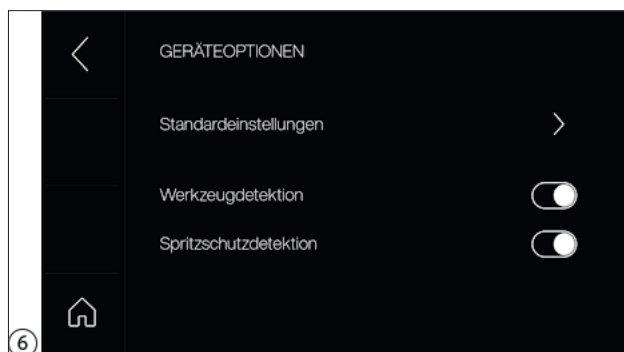 GERÄTEOPTIONEN
Standardeinstellungen
Werkzeugdetektion
Spritzschutzdetektion
6